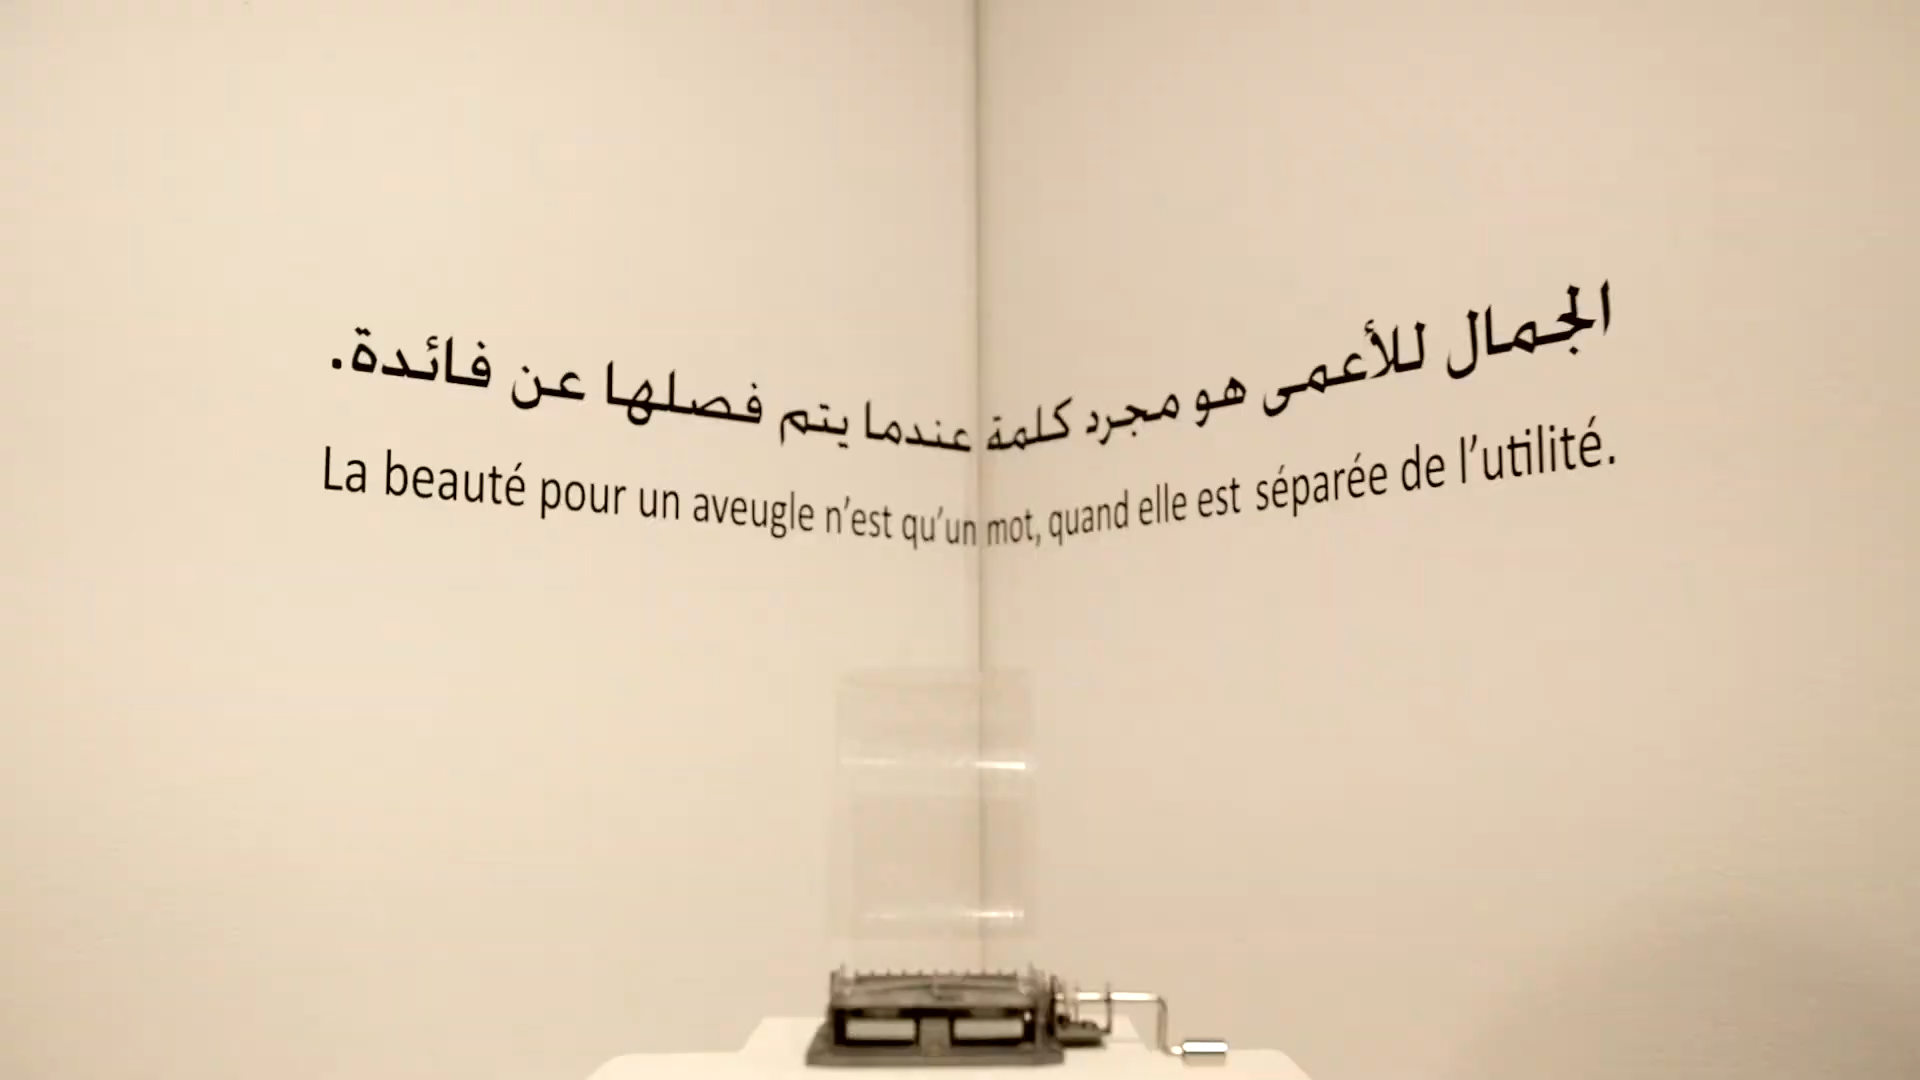 الجمال للأعمى هو مجرد كلمة عندما يتم فصلها عن فائدة.
La beauté pour un aveugle n’est qu’un mot, quand elle est séparée de l’utilité.